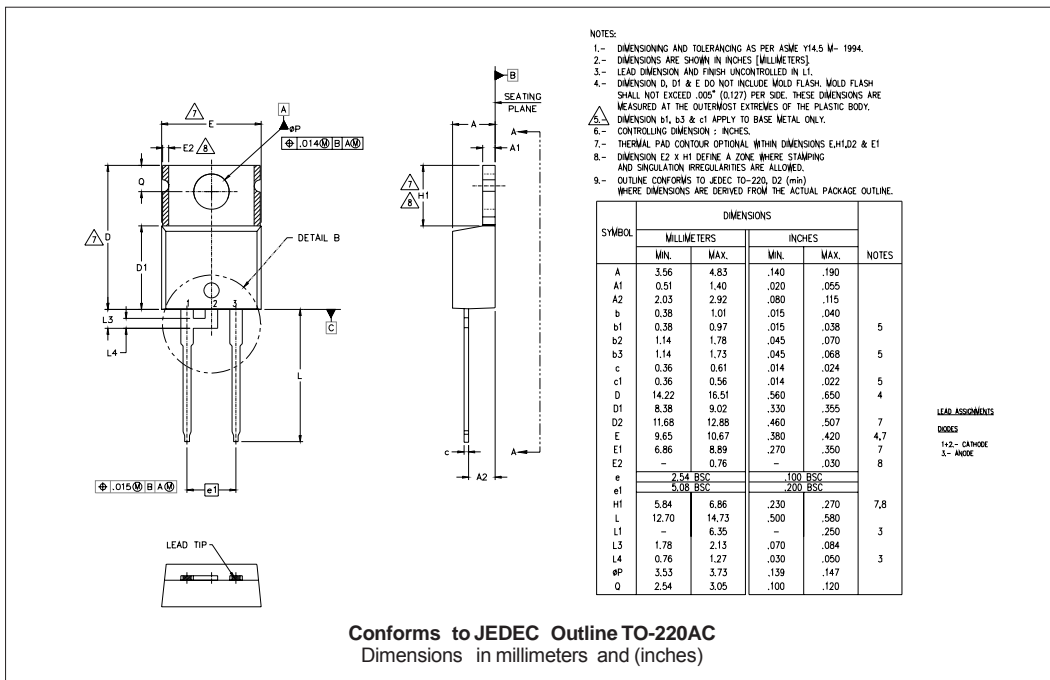 NOTES:
1.- DIMENSIONING AND TOLERANCING AS PER ASME Y14.5 M- 1994.
2.- DIMENSIONS ARE SHOWN IN INCHES [MILLIMETERS].
3.- LEAD DIMENSION AND FINISH UNCONTROLLED IN L1.
4.- DIMENSION D, D1 & E DO NOT INCLUDE MOLD FLASH. MOLD FLASH
SHALL NOT EXCEED .005" (0.127) PER SIDE. THESE DIMENSIONS ARE
MEASURED AT THE OUTERMOST EXTREMES OF THE PLASTIC BODY.
5.- DIMENSION b1, b3 & c1 APPLY TO BASE METAL ONLY.
6.- CONTROLLING DIMENSION : INCHES.
7.- THERMAL PAD CONTOUR OPTIONAL WITHIN DIMENSIONS E,H1,D2 & E1
8.- DIMENSION E2 X H1 DEFINE A ZONE WHERE STAMPING
AND SINGULATION IRREGULARITIES ARE ALLOWED.
9.- OUTLINE CONFORMS TO JEDEC TO-220, D2 (min)
WHERE DIMENSIONS ARE DERIVED FROM THE ACTUAL PACKAGE OUTLINE.
7
E
A
E2 8
øP
⌖ .014Ⓜ B AⓂ
Q
7 D
D1
DETAIL B
1 2 3
L3
L4
C
L
⌖ .015Ⓜ B AⓂ
e1
LEAD TIP
B
SEATING
PLANE
A
A
A1
7
8 H1
c
A
A2
DIMENSIONS
SYMBOL MILLIMETERS INCHES
MIN. MAX. MIN. MAX. NOTES
A 3.56 4.83 .140 .190
A1 0.51 1.40 .020 .055
A2 2.03 2.92 .080 .115
b 0.38 1.01 .015 .040
b1 0.38 0.97 .015 .038 5
b2 1.14 1.78 .045 .070
b3 1.14 1.73 .045 .068 5
c 0.36 0.61 .014 .024
c1 0.36 0.56 .014 .022 5
D 14.22 16.51 .560 .650 4
D1 8.38 9.02 .330 .355
D2 11.68 12.88 .460 .507 7
E 9.65 10.67 .380 .420 4,7
E1 6.86 8.89 .270 .350 7
E2 – 0.76 – .030 8
e 2.54 BSC .100 BSC
e1 5.08 BSC .200 BSC
H1 5.84 6.86 .230 .270 7,8
L 12.70 14.73 .500 .580
L1 – 6.35 – .250 3
L3 1.78 2.13 .070 .084
L4 0.76 1.27 .030 .050 3
øP 3.53 3.73 .139 .147
Q 2.54 3.05 .100 .120
LEAD ASSIGNMENTS
DIODES
1+2.- CATHODE
3.- ANODE
Conforms to JEDEC Outline TO-220AC
Dimensions in millimeters and (inches)